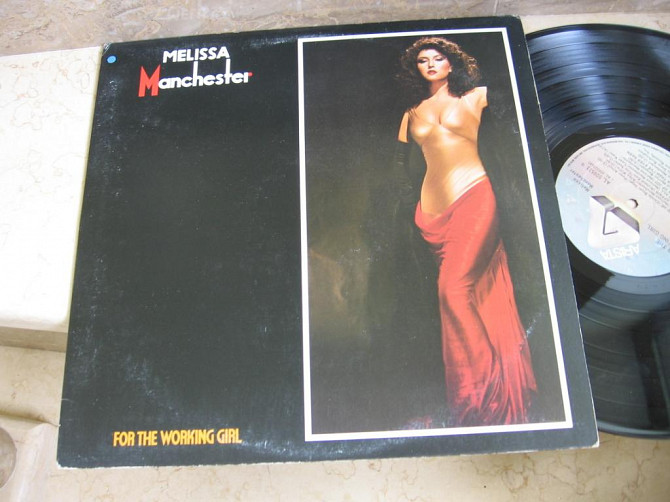 MELISSA
Manchester
FOR THE WORKING GIRL
ARISTA